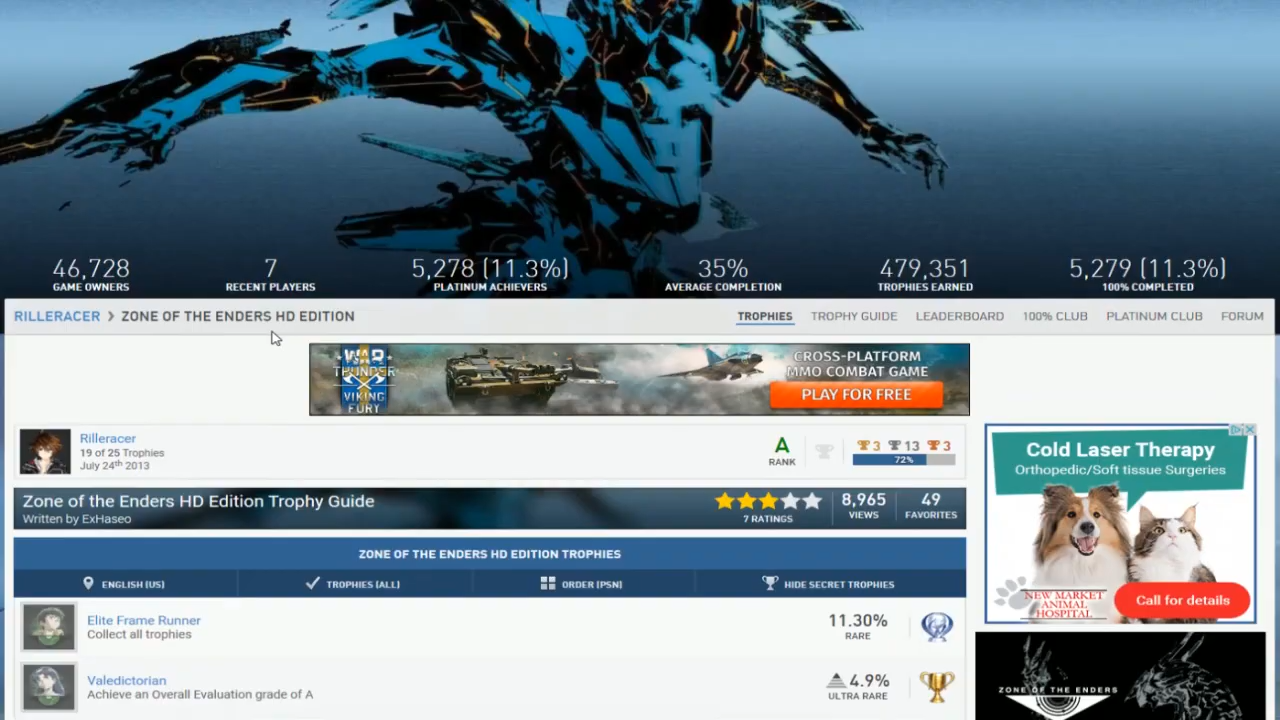 46,728
GAME OWNERS
7
RECENT PLAYERS
5,278 (11.3%)
PLATINUM ACHIEVERS
35%
AVERAGE COMPLETION
479,351
TROPHIES EARNED
5,279 (11.3%)
100% COMPLETED
RILLERACER > ZONE OF THE ENDERS HD EDITION
TROPHIES TROPHY GUIDE LEADERBOARD 100% CLUB PLATINUM CLUB FORUM
WAR
THUNDER
VIKING
FURY
CROSS-PLATFORM
MMO COMBAT GAME
PLAY FOR FREE
Rilleracer
19 of 25 Trophies
July 24th 2013
A
RANK
3 13 3
72%
Zone of the Enders HD Edition Trophy Guide
Written by ExHaseo
7 RATINGS
8,965
VIEWS
49
FAVORITES
ZONE OF THE ENDERS HD EDITION TROPHIES
ENGLISH (US) TROPHIES (ALL) ORDER (PSN) HIDE SECRET TROPHIES
Elite Frame Runner
Collect all trophies
11.30%
RARE
Valedictorian
Achieve an Overall Evaluation grade of A
4.9%
ULTRA RARE
Cold Laser Therapy
Orthopedic/Soft tissue Surgeries
NEW MARKET
ANIMAL
HOSPITAL
Call for details
ZONE OF THE ENDERS